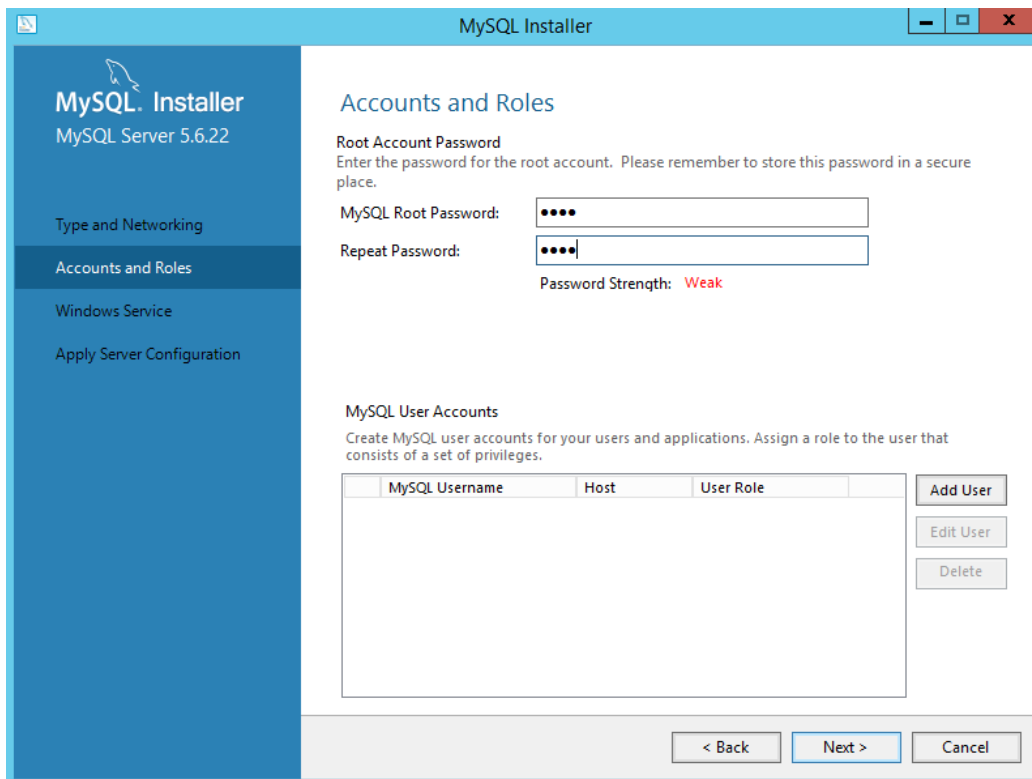 MySQL Installer
MySQL. Installer
MySQL Server 5.6.22
Type and Networking
Accounts and Roles
Windows Service
Apply Server Configuration
Accounts and Roles
Root Account Password
Enter the password for the root account. Please remember to store this password in a secure
place.
MySQL Root Password: ●●●●
Repeat Password: ●●●●
Password Strength: Weak
MySQL User Accounts
Create MySQL user accounts for your users and applications. Assign a role to the user that
consists of a set of privileges.
MySQL Username Host User Role
Add User
Edit User
Delete
< Back Next > Cancel